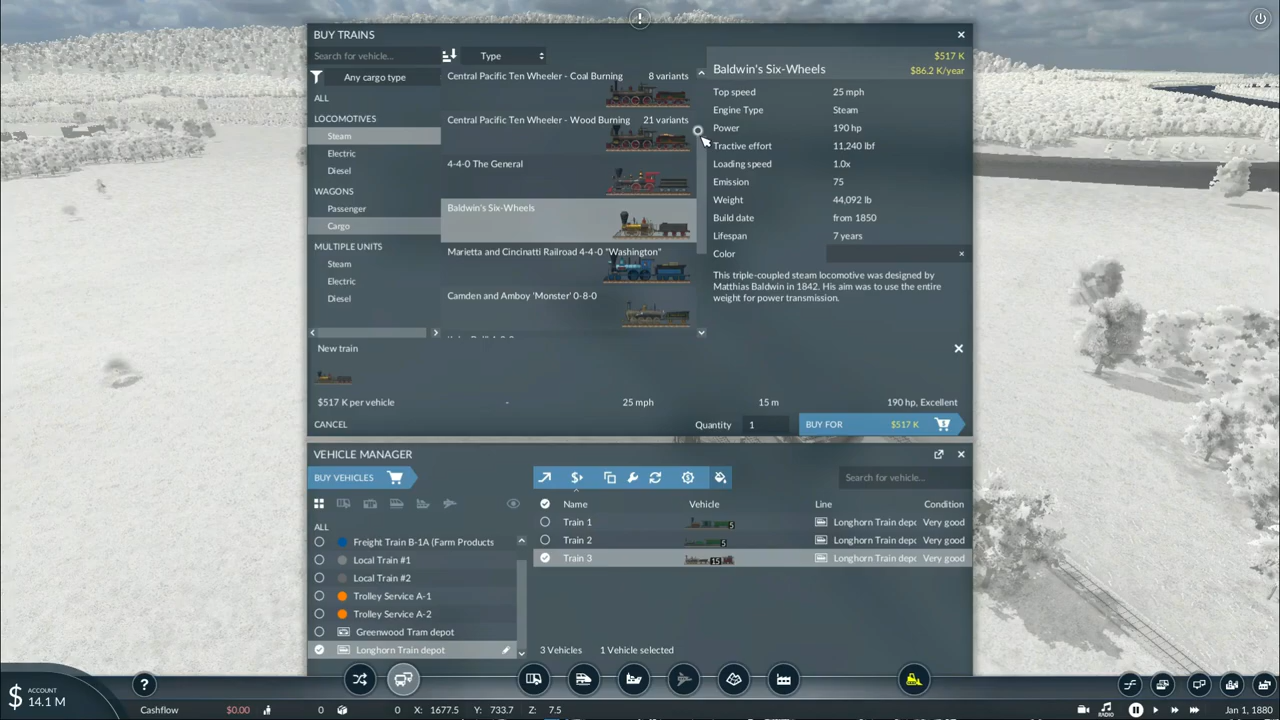 BUY TRAINS
Search for vehicle...
Type
Any cargo type
ALL
LOCOMOTIVES
Steam
Electric
Diesel
WAGONS
Passenger
Cargo
MULTIPLE UNITS
Steam
Electric
Diesel
Central Pacific Ten Wheeler - Coal Burning 8 variants
Central Pacific Ten Wheeler - Wood Burning 21 variants
4-4-0 The General
Baldwin's Six-Wheels
Marietta and Cincinatti Railroad 4-4-0 "Washington"
Camden and Amboy 'Monster' 0-8-0
$517 K
Baldwin's Six-Wheels $86.2 K/year
Top speed 25 mph
Engine Type Steam
Power 190 hp
Tractive effort 11,240 lbf
Loading speed 1.0x
Emission 75
Weight 44,092 lb
Build date from 1850
Lifespan 7 years
Color
This triple-coupled steam locomotive was designed by
Matthias Baldwin in 1842. His aim was to use the entire
weight for power transmission.
New train
$517 K per vehicle - 25 mph 15 m 190 hp, Excellent
CANCEL Quantity 1 BUY FOR $517 K
VEHICLE MANAGER
BUY VEHICLES
Search for vehicle...
ALL
Freight Train B-1A (Farm Products
Local Train #1
Local Train #2
Trolley Service A-1
Trolley Service A-2
Greenwood Tram depot
Longhorn Train depot
Name Vehicle Line Condition
Train 1 5 Longhorn Train depc Very good
Train 2 5 Longhorn Train depc Very good
Train 3 15 Longhorn Train depc Very good
3 Vehicles 1 Vehicle selected
$ ACCOUNT
14.1 M
?
Cashflow $0.00 0 0 X: 1677.5 Y: 733.7 Z: 7.5
RADIO
Jan 1, 1880